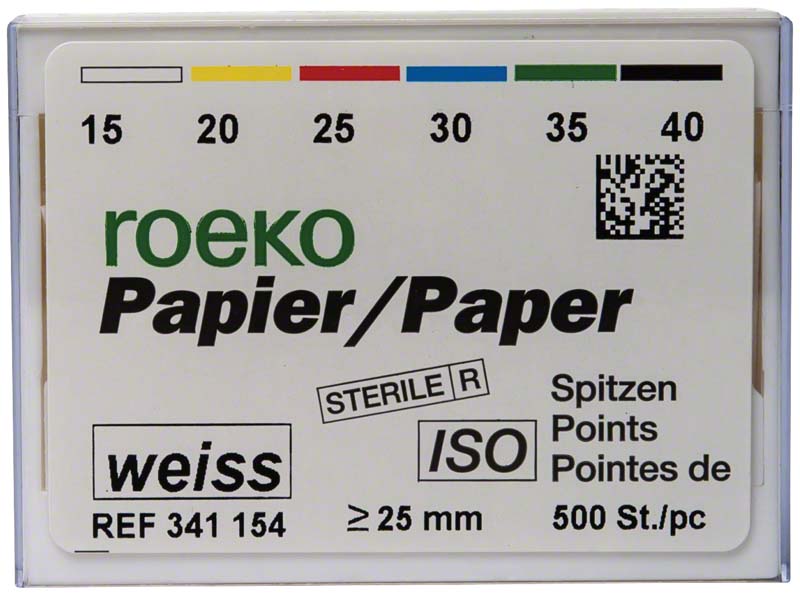 15 20 25 30 35 40
roeko
Papier/Paper
STERILE R
Spitzen
Points
Pointes de
ISO
weiss
REF 341 154
≥ 25 mm
500 St./pc